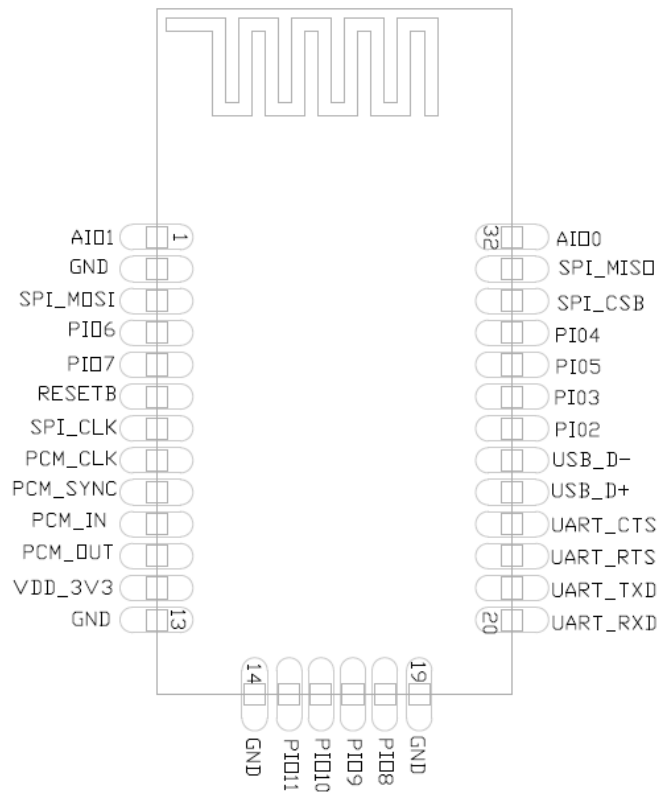 AIO1 1 32 AIO0
GND SPI_MISO
SPI_MOSI SPI_CSB
PIO6 PIO4
PIO7 PIO5
RESETB PIO3
SPI_CLK PIO2
PCM_CLK USB_D-
PCM_SYNC USB_D+
PCM_IN UART_CTS
PCM_OUT UART_RTS
VDD_3V3 UART_TXD
GND 13 20 UART_RXD
14 19
GND PIO11 PIO10 PIO9 PIO8 GND